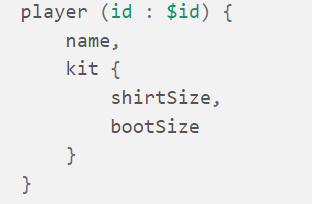 player (id : $id) {
    name,
    kit {
        shirtSize,
        bootSize
    }
}